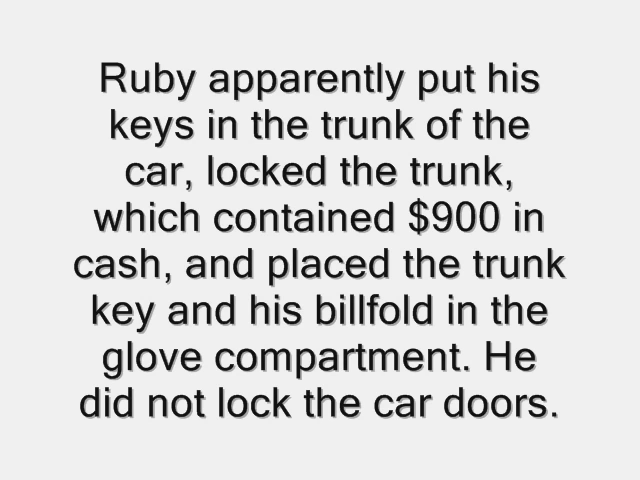 Ruby apparently put his
keys in the trunk of the
car, locked the trunk,
which contained $900 in
cash, and placed the trunk
key and his billfold in the
glove compartment. He
did not lock the car doors.